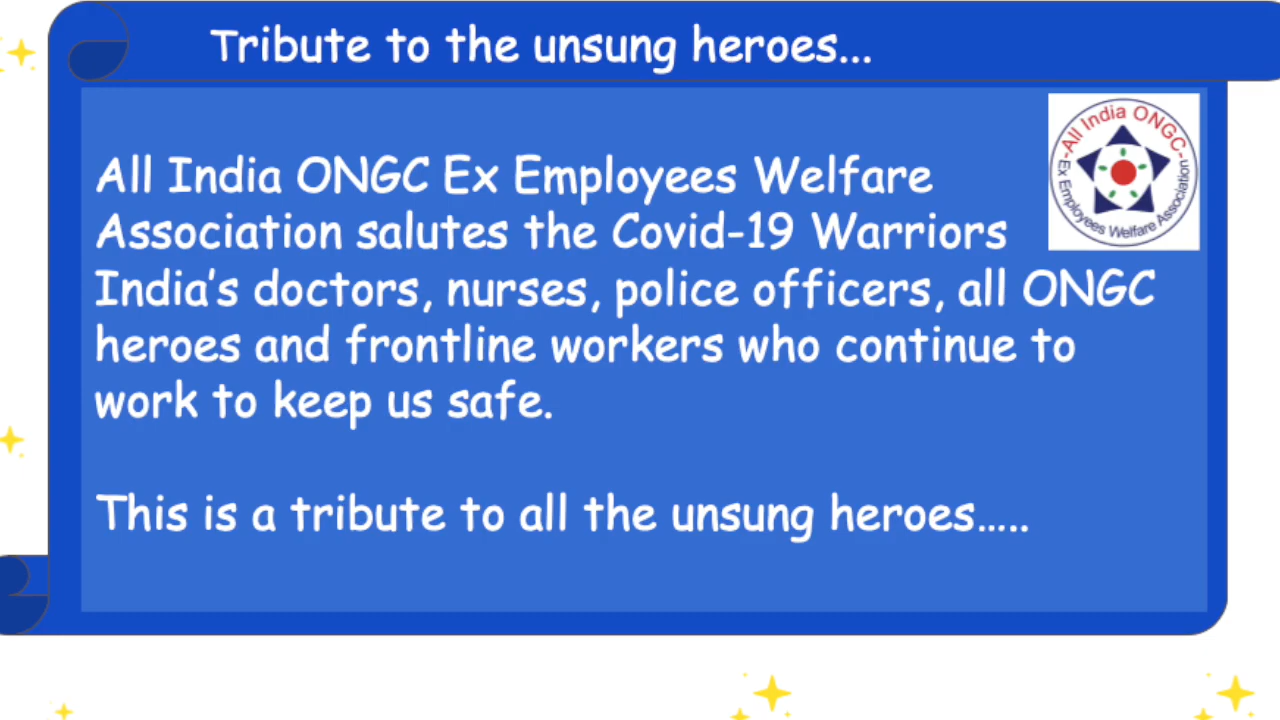 Tribute to the unsung heroes...
-All India ONGC-
Ex Employees Welfare Association
All India ONGC Ex Employees Welfare
Association salutes the Covid-19 Warriors
India's doctors, nurses, police officers, all ONGC
heroes and frontline workers who continue to
work to keep us safe.
This is a tribute to all the unsung heroes.....